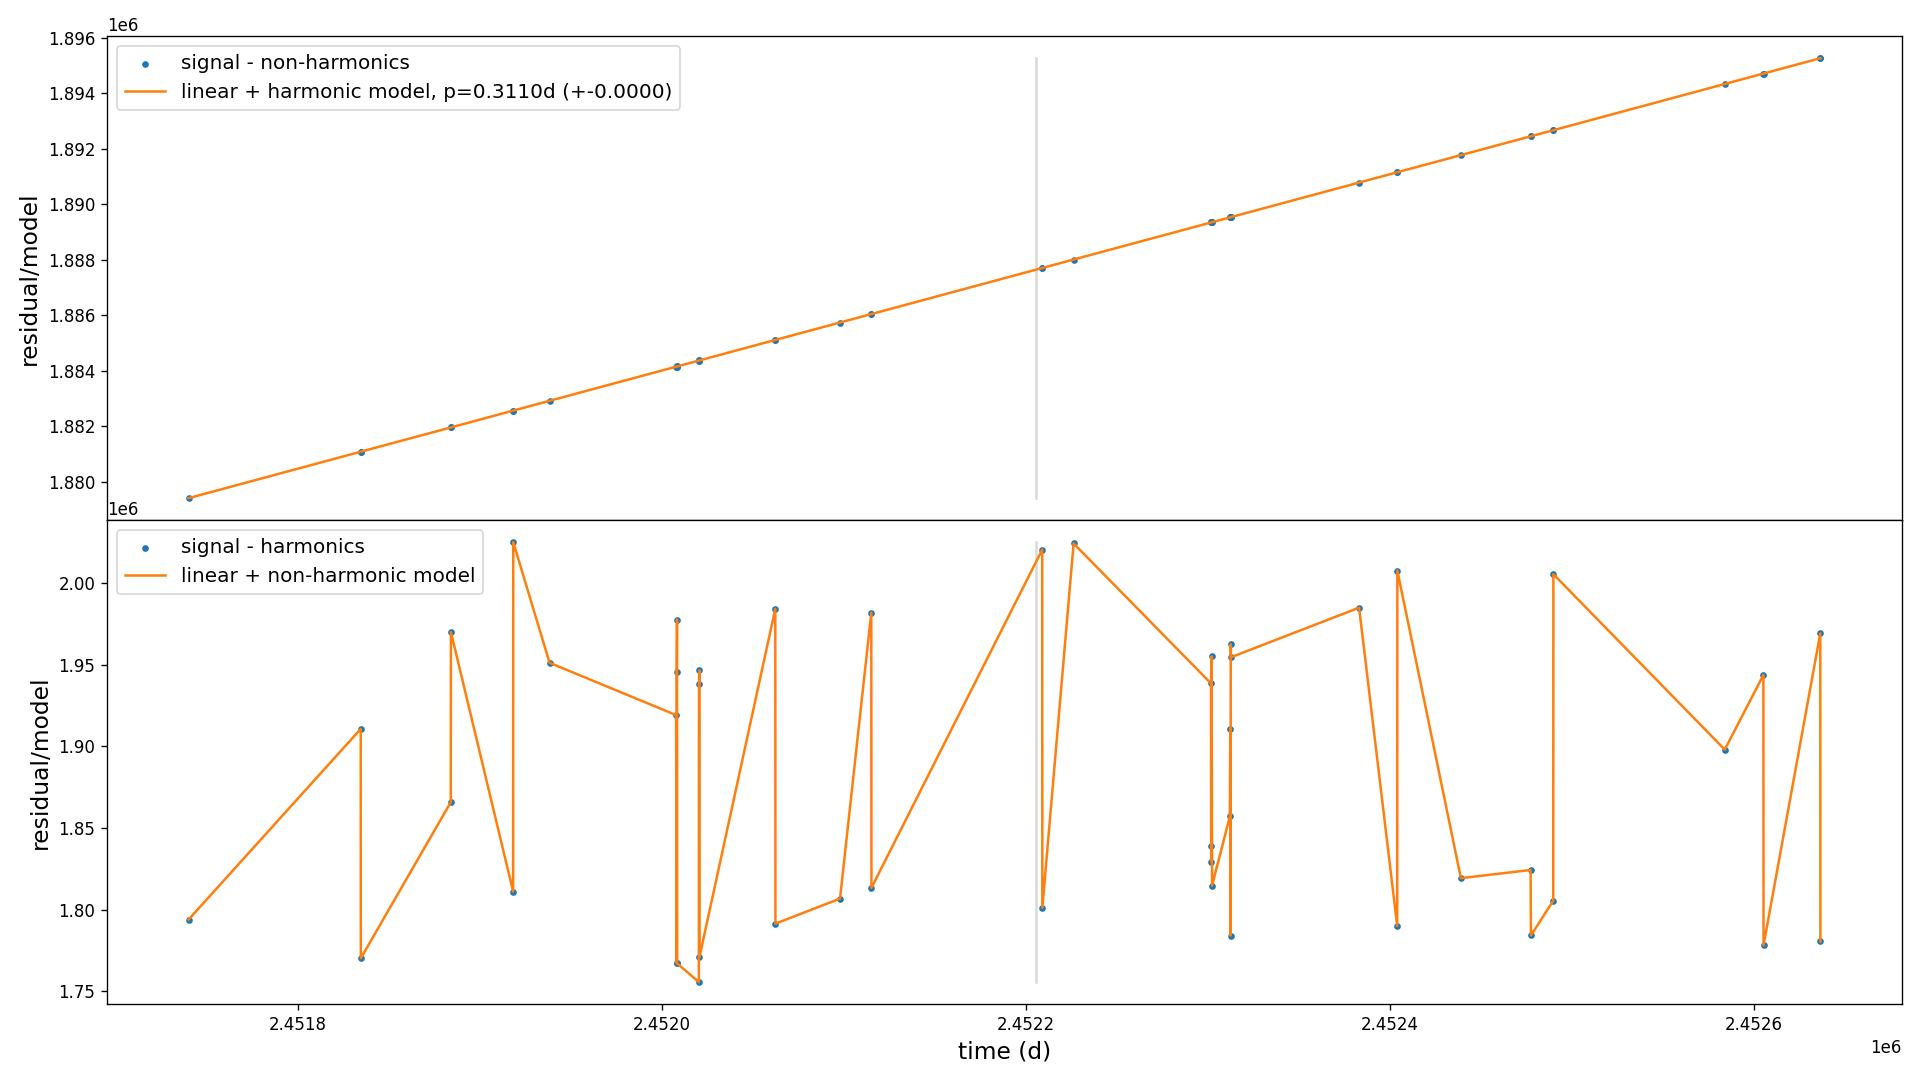 1e6
1.896
1.894
1.892
1.890
1.888
1.886
1.884
1.882
1.880
residual/model
signal - non-harmonics
linear + harmonic model, p=0.3110d (+-0.0000)
1e6
2.00
1.95
1.90
1.85
1.80
1.75
residual/model
signal - harmonics
linear + non-harmonic model
2.4518
2.4520
2.4522
2.4524
2.4526
time (d)
1e6